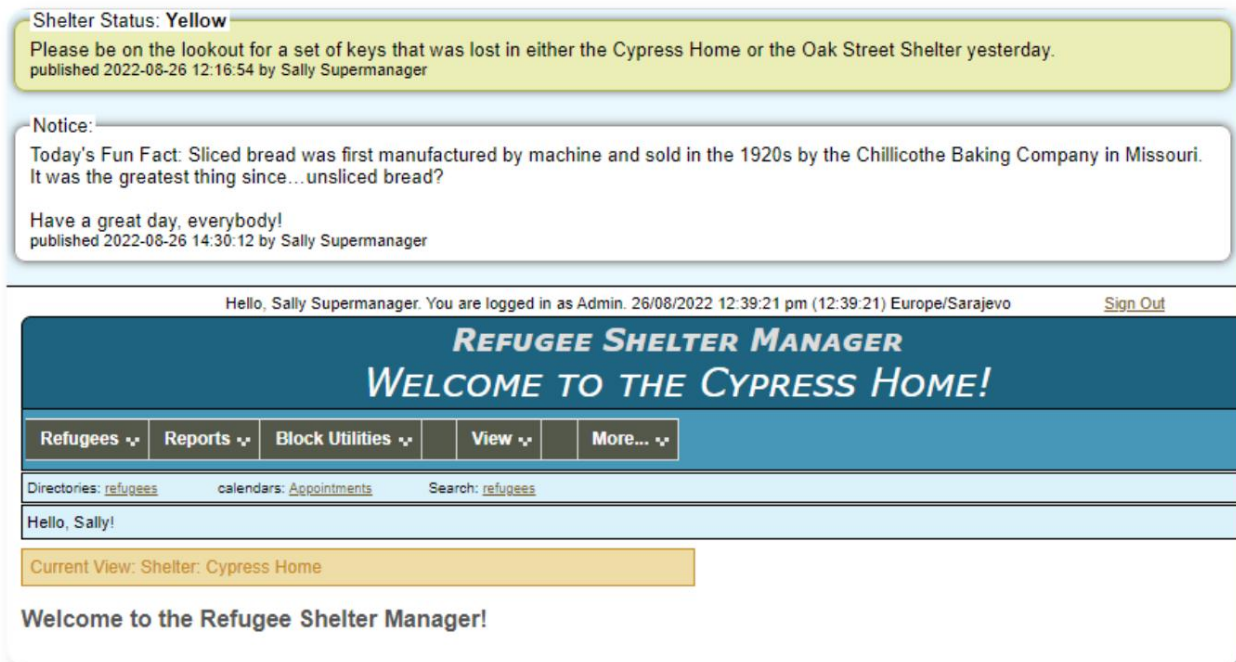 Shelter Status: Yellow
Please be on the lookout for a set of keys that was lost in either the Cypress Home or the Oak Street Shelter yesterday.
published 2022-08-26 12:16:54 by Sally Supermanager
Notice:
Today's Fun Fact: Sliced bread was first manufactured by machine and sold in the 1920s by the Chillicothe Baking Company in Missouri.
It was the greatest thing since…unsliced bread?
Have a great day, everybody!
published 2022-08-26 14:30:12 by Sally Supermanager
Hello, Sally Supermanager. You are logged in as Admin. 26/08/2022 12:39:21 pm (12:39:21) Europe/Sarajevo Sign Out
REFUGEE SHELTER MANAGER
WELCOME TO THE CYPRESS HOME!
Refugees Reports Block Utilities View More...
Directories: refugees calendars: Appointments Search: refugees
Hello, Sally!
Current View: Shelter: Cypress Home
Welcome to the Refugee Shelter Manager!